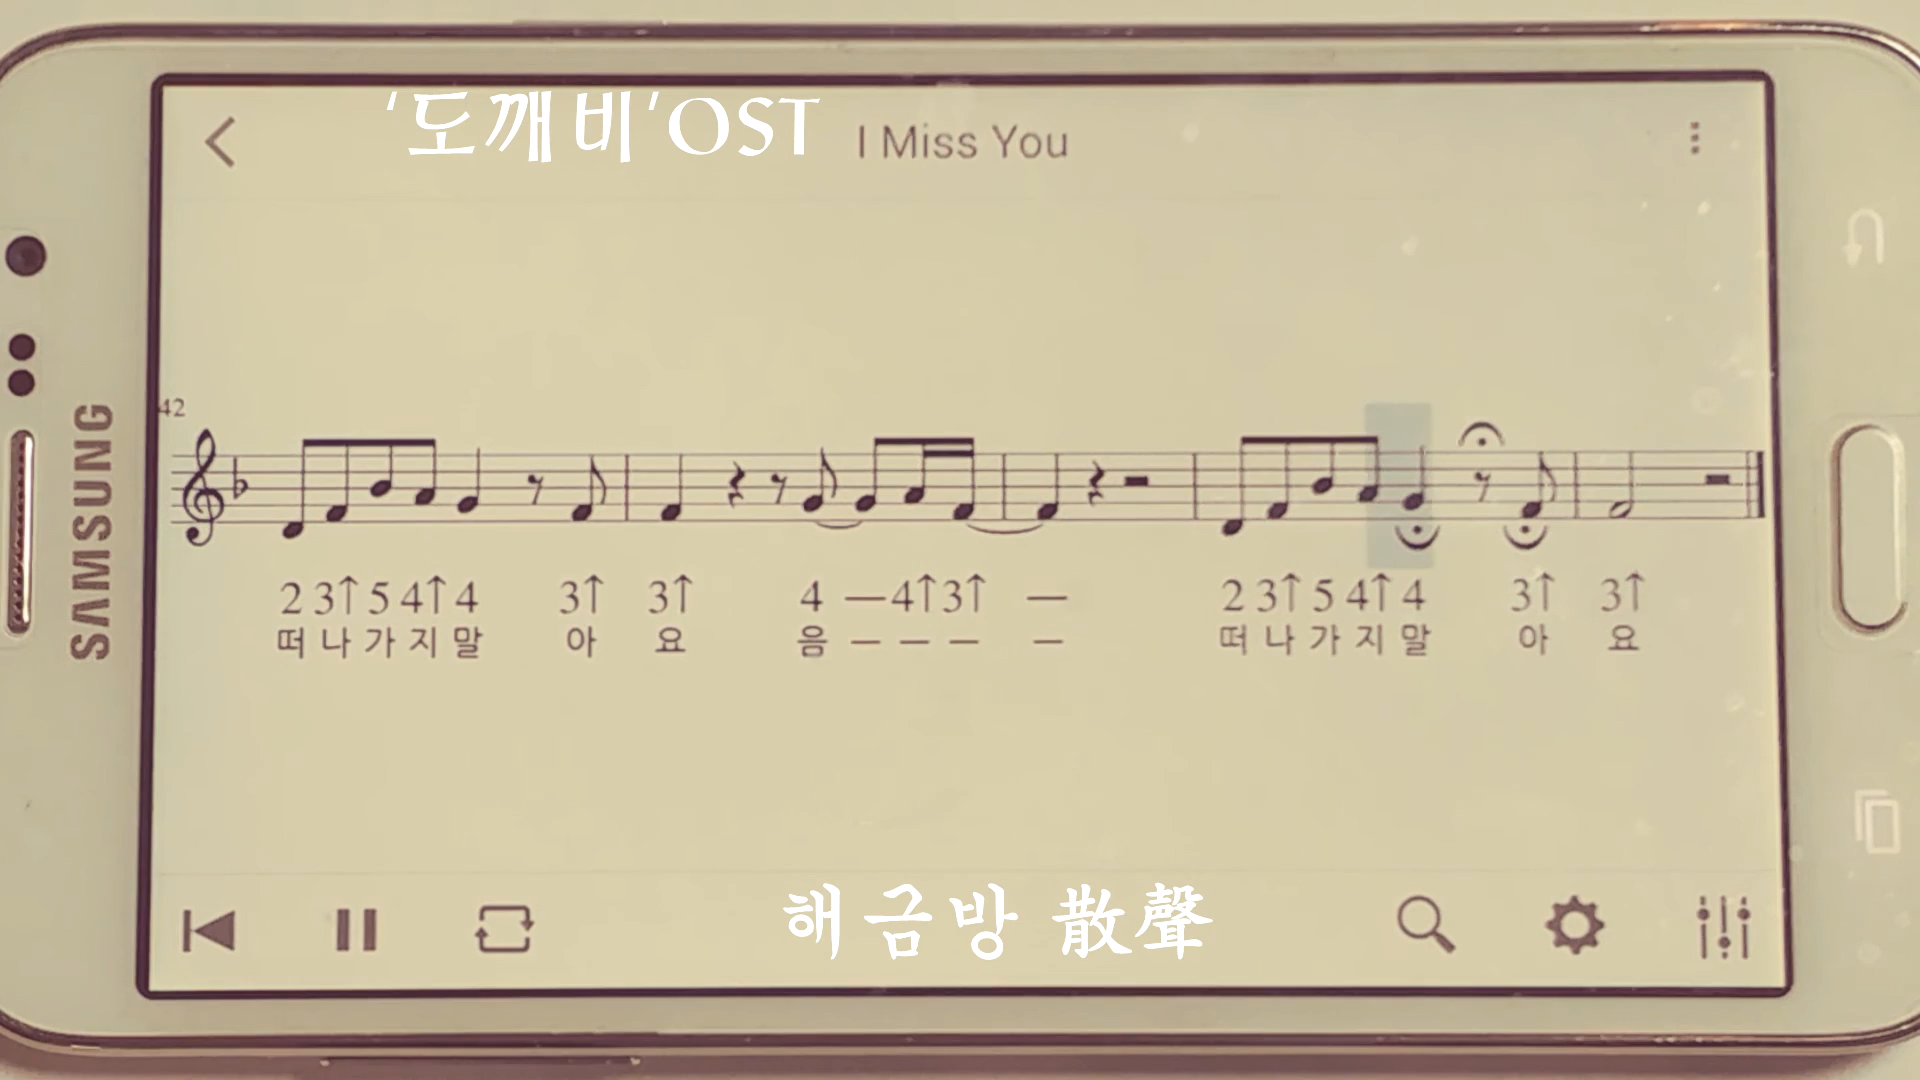 '도깨비'OST I Miss You
42
2 3↑ 5 4↑ 4 3↑ 3↑ 4 — 4↑ 3↑ — 2 3↑ 5 4↑ 4 3↑ 3↑
떠 나 가 지 말 아 요 음 — — — — 떠 나 가 지 말 아 요
해금방 散聲
SAMSUNG